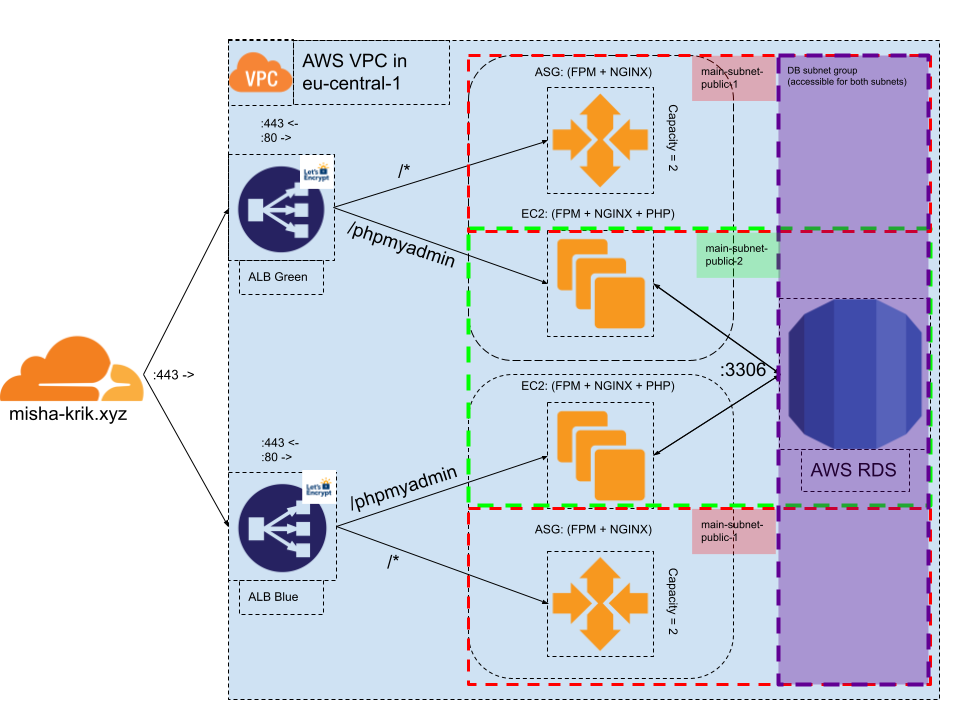 VPC
AWS VPC in
eu-central-1
:443 <-
:80 ->
Let's
Encrypt
ALB Green
/*
/phpmyadmin
ASG: (FPM + NGINX)
Capacity = 2
main-subnet-
public-1
DB subnet group
(accessible for both subnets)
EC2: (FPM + NGINX + PHP)
main-subnet-
public-2
misha-krik.xyz
:443 ->
:3306
AWS RDS
EC2: (FPM + NGINX + PHP)
:443 <-
:80 ->
Let's
Encrypt
ALB Blue
/phpmyadmin
/*
ASG: (FPM + NGINX)
Capacity = 2
main-subnet-
public-1